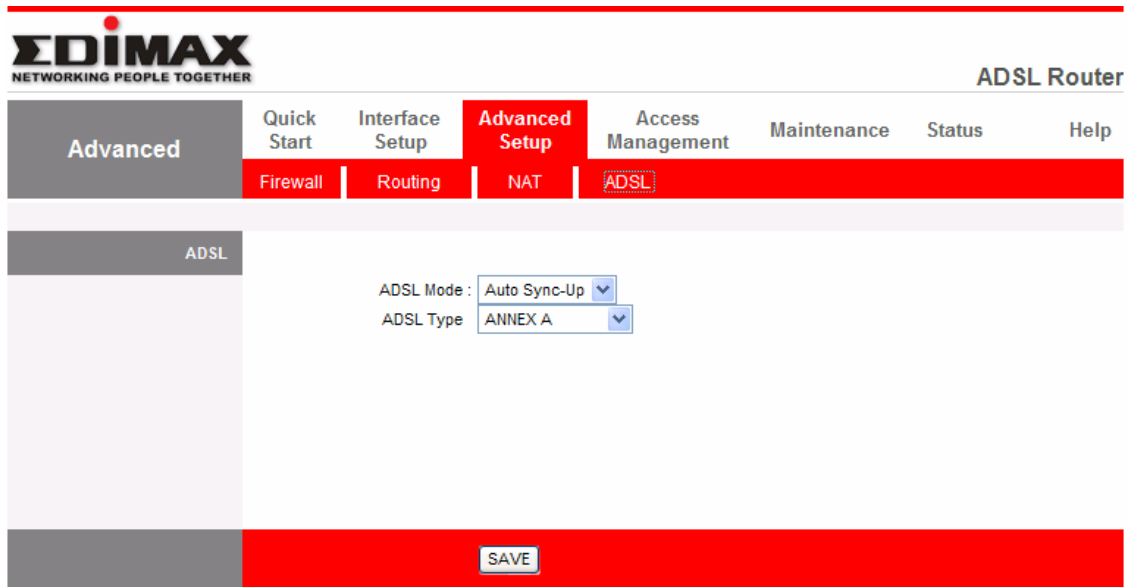 EDiMAX
NETWORKING PEOPLE TOGETHER
ADSL Router
Advanced
Quick Start
Interface Setup
Advanced Setup
Access Management
Maintenance
Status
Help
Firewall
Routing
NAT
ADSL
ADSL
ADSL Mode : Auto Sync-Up
ADSL Type ANNEX A
SAVE